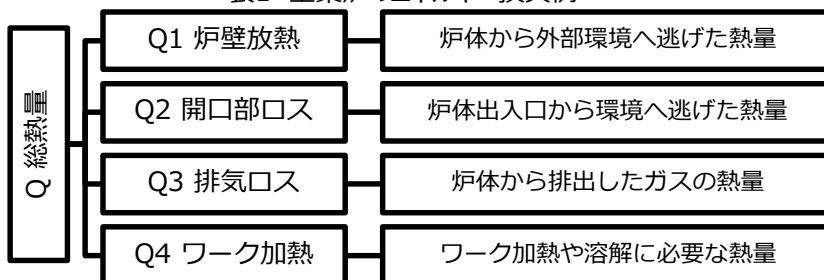 Q 総熱量
Q1 炉壁放熱
炉体から外部環境へ逃げた熱量
Q2 開口部ロス
炉体出入口から環境へ逃げた熱量
Q3 排気ロス
炉体から排出したガスの熱量
Q4 ワーク加熱
ワーク加熱や溶解に必要な熱量